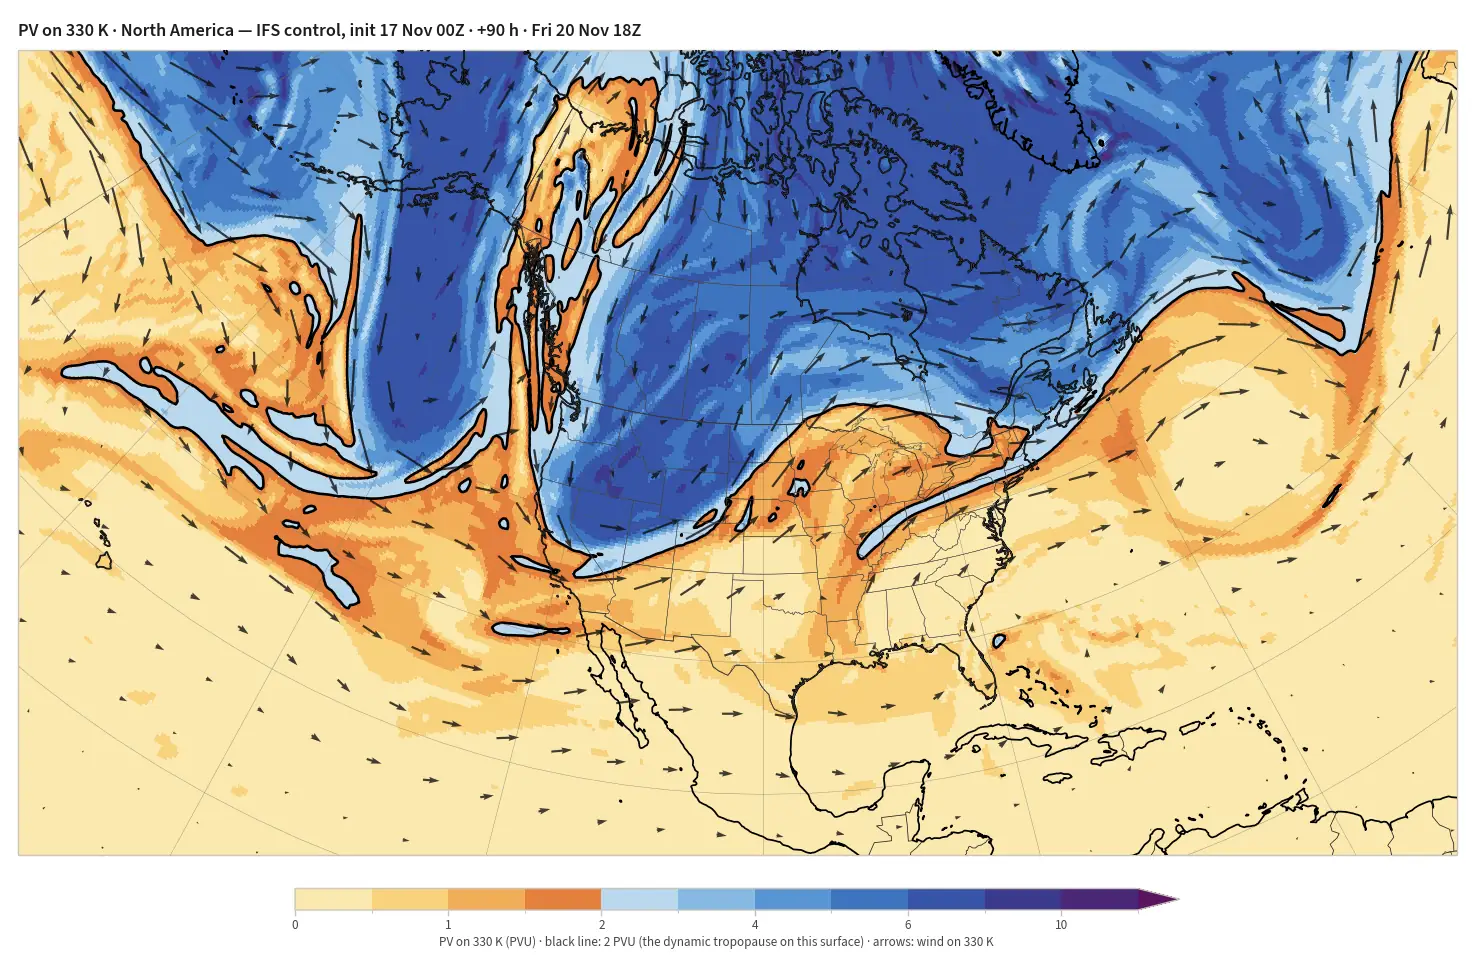 PV on 330 K · North America — IFS control, init 17 Nov 00Z · +90 h · Fri 20 Nov 18Z
0 1 2 4 6 10
PV on 330 K (PVU) · black line: 2 PVU (the dynamic tropopause on this surface) · arrows: wind on 330 K